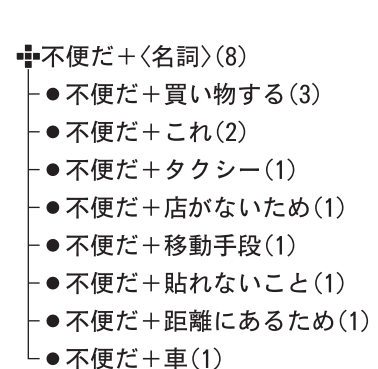 不便だ＋〈名詞〉(8)
不便だ＋買い物する(3)
不便だ＋これ(2)
不便だ＋タクシー(1)
不便だ＋店がないため(1)
不便だ＋移動手段(1)
不便だ＋貼れないこと(1)
不便だ＋距離にあるため(1)
不便だ＋車(1)